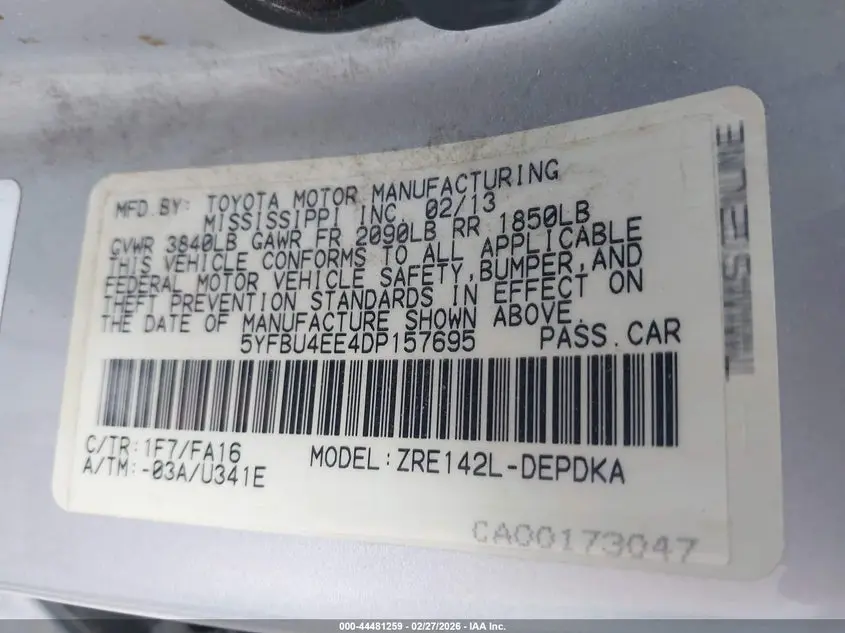 MFD.BY: TOYOTA MOTOR MANUFACTURING
MISSISSIPPI INC. 02/13
GVWR 3840LB GAWR FR 2090LB RR 1850LB
THIS VEHICLE CONFORMS TO ALL APPLICABLE
FEDERAL MOTOR VEHICLE SAFETY,BUMPER,AND
THEFT PREVENTION STANDARDS IN EFFECT ON
THE DATE OF MANUFACTURE SHOWN ABOVE.
5YFBU4EE4DP157695 PASS.CAR
C/TR:1F7/FA16
A/TM:-03A/U341E
MODEL:ZRE142L-DEPDKA
CA00173047
000-44481259 | 02/27/2026 - IAA Inc.